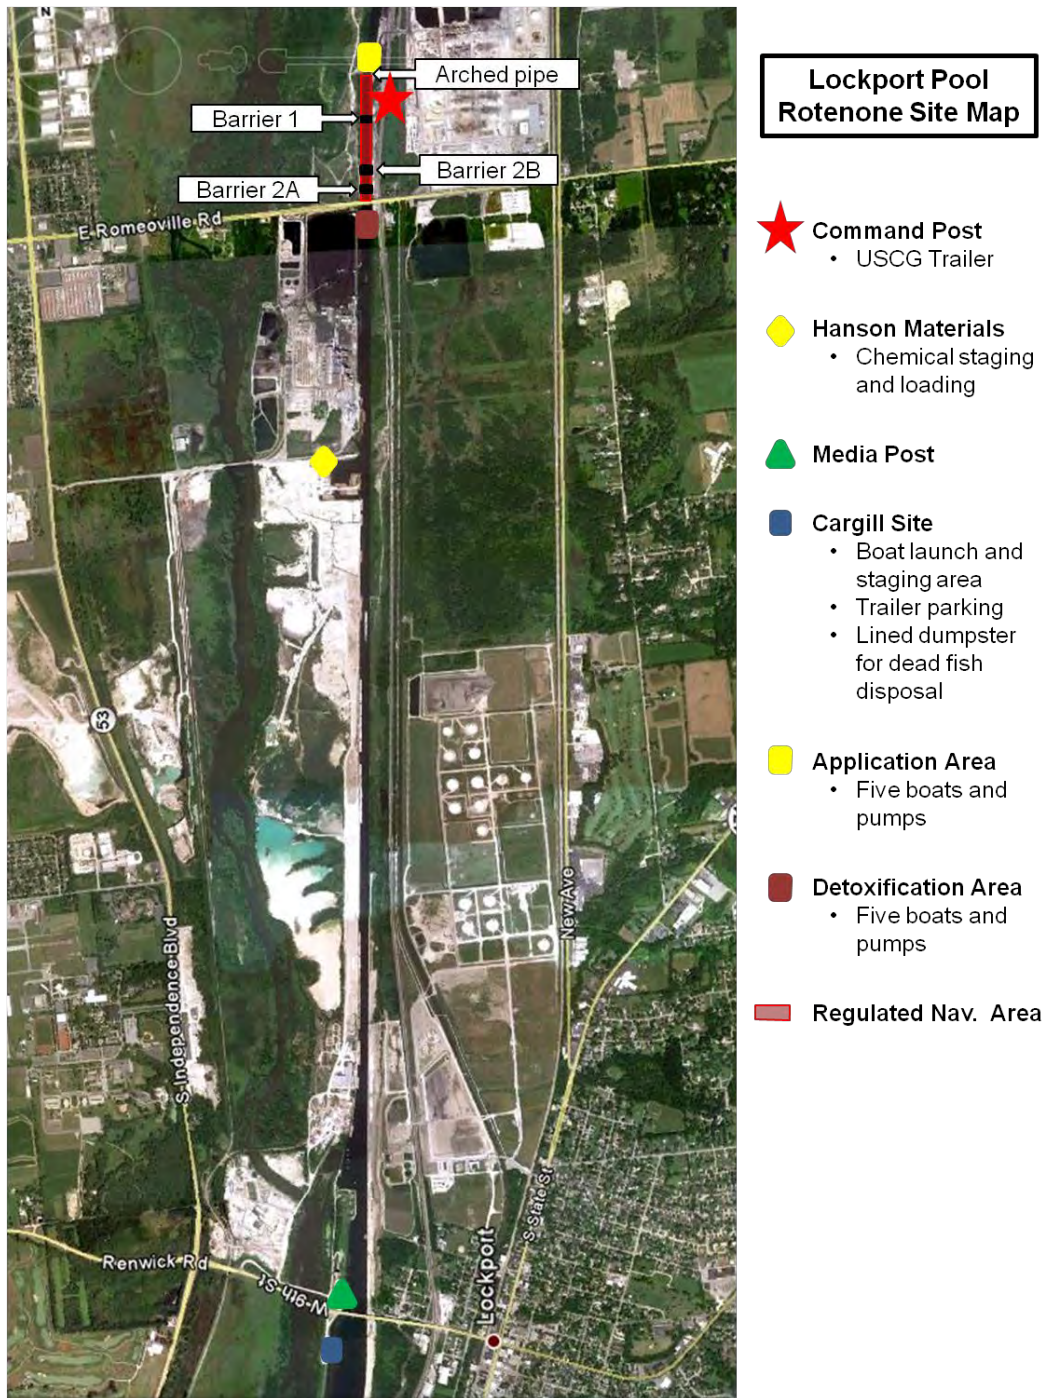 N
Arched pipe
Barrier 1
Barrier 2B
Barrier 2A
E Romeoville Rd
53
S Independence Blvd
New Ave
S State St
Renwick Rd
W 9th St
Lockport
Lockport Pool
Rotenone Site Map
Command Post
• USCG Trailer
Hanson Materials
• Chemical staging
and loading
Media Post
Cargill Site
• Boat launch and
staging area
• Trailer parking
• Lined dumpster
for dead fish
disposal
Application Area
• Five boats and
pumps
Detoxification Area
• Five boats and
pumps
Regulated Nav. Area